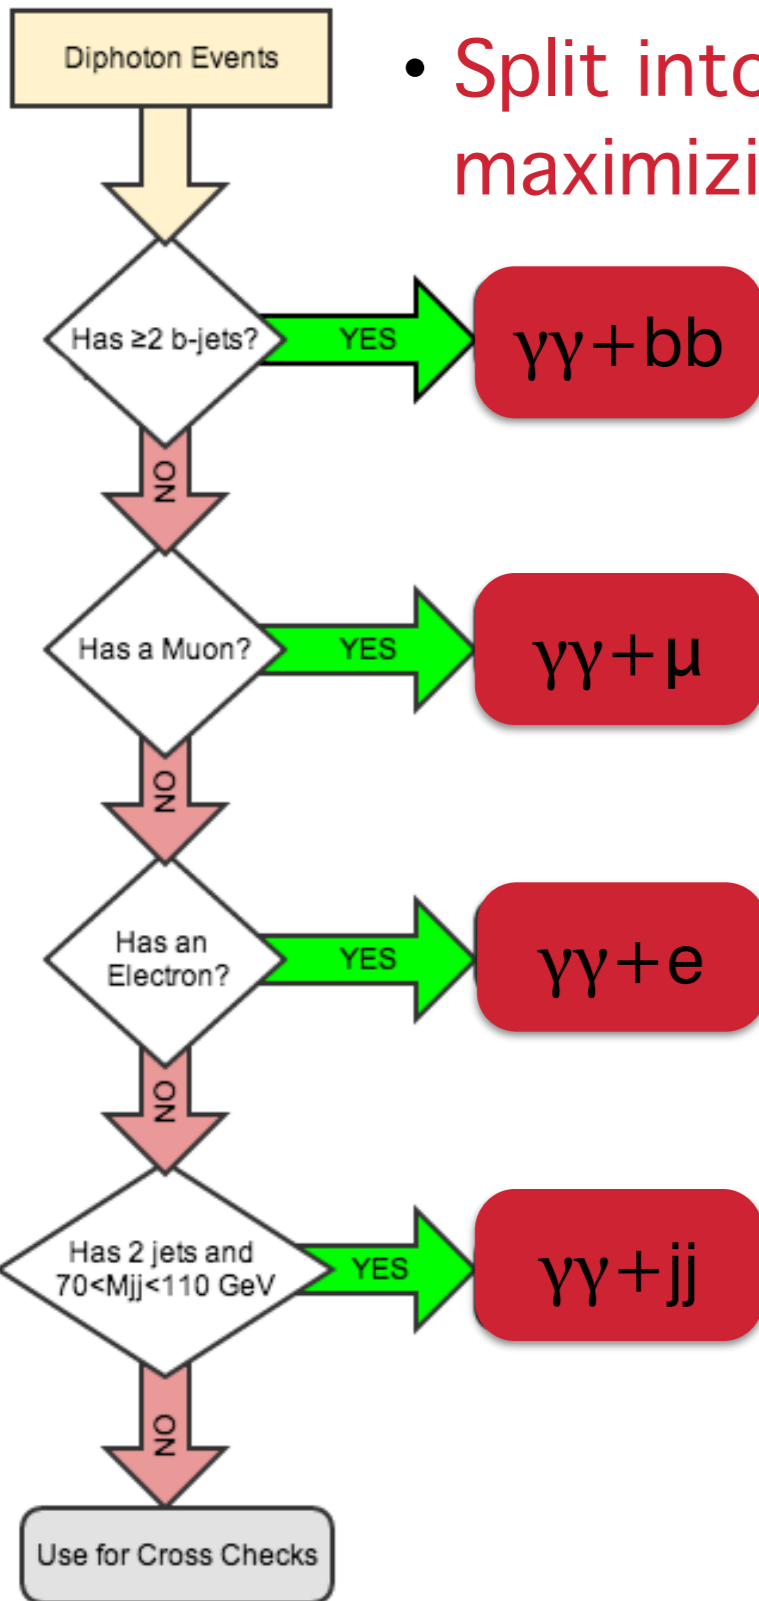 Diphoton Events
• Split into
maximizi
Has ≥2 b-jets?
YES
γγ+bb
NO
Has a Muon?
YES
γγ+μ
NO
Has an
Electron?
YES
γγ+e
NO
Has 2 jets and
70<Mjj<110 GeV
YES
γγ+jj
NO
Use for Cross Checks